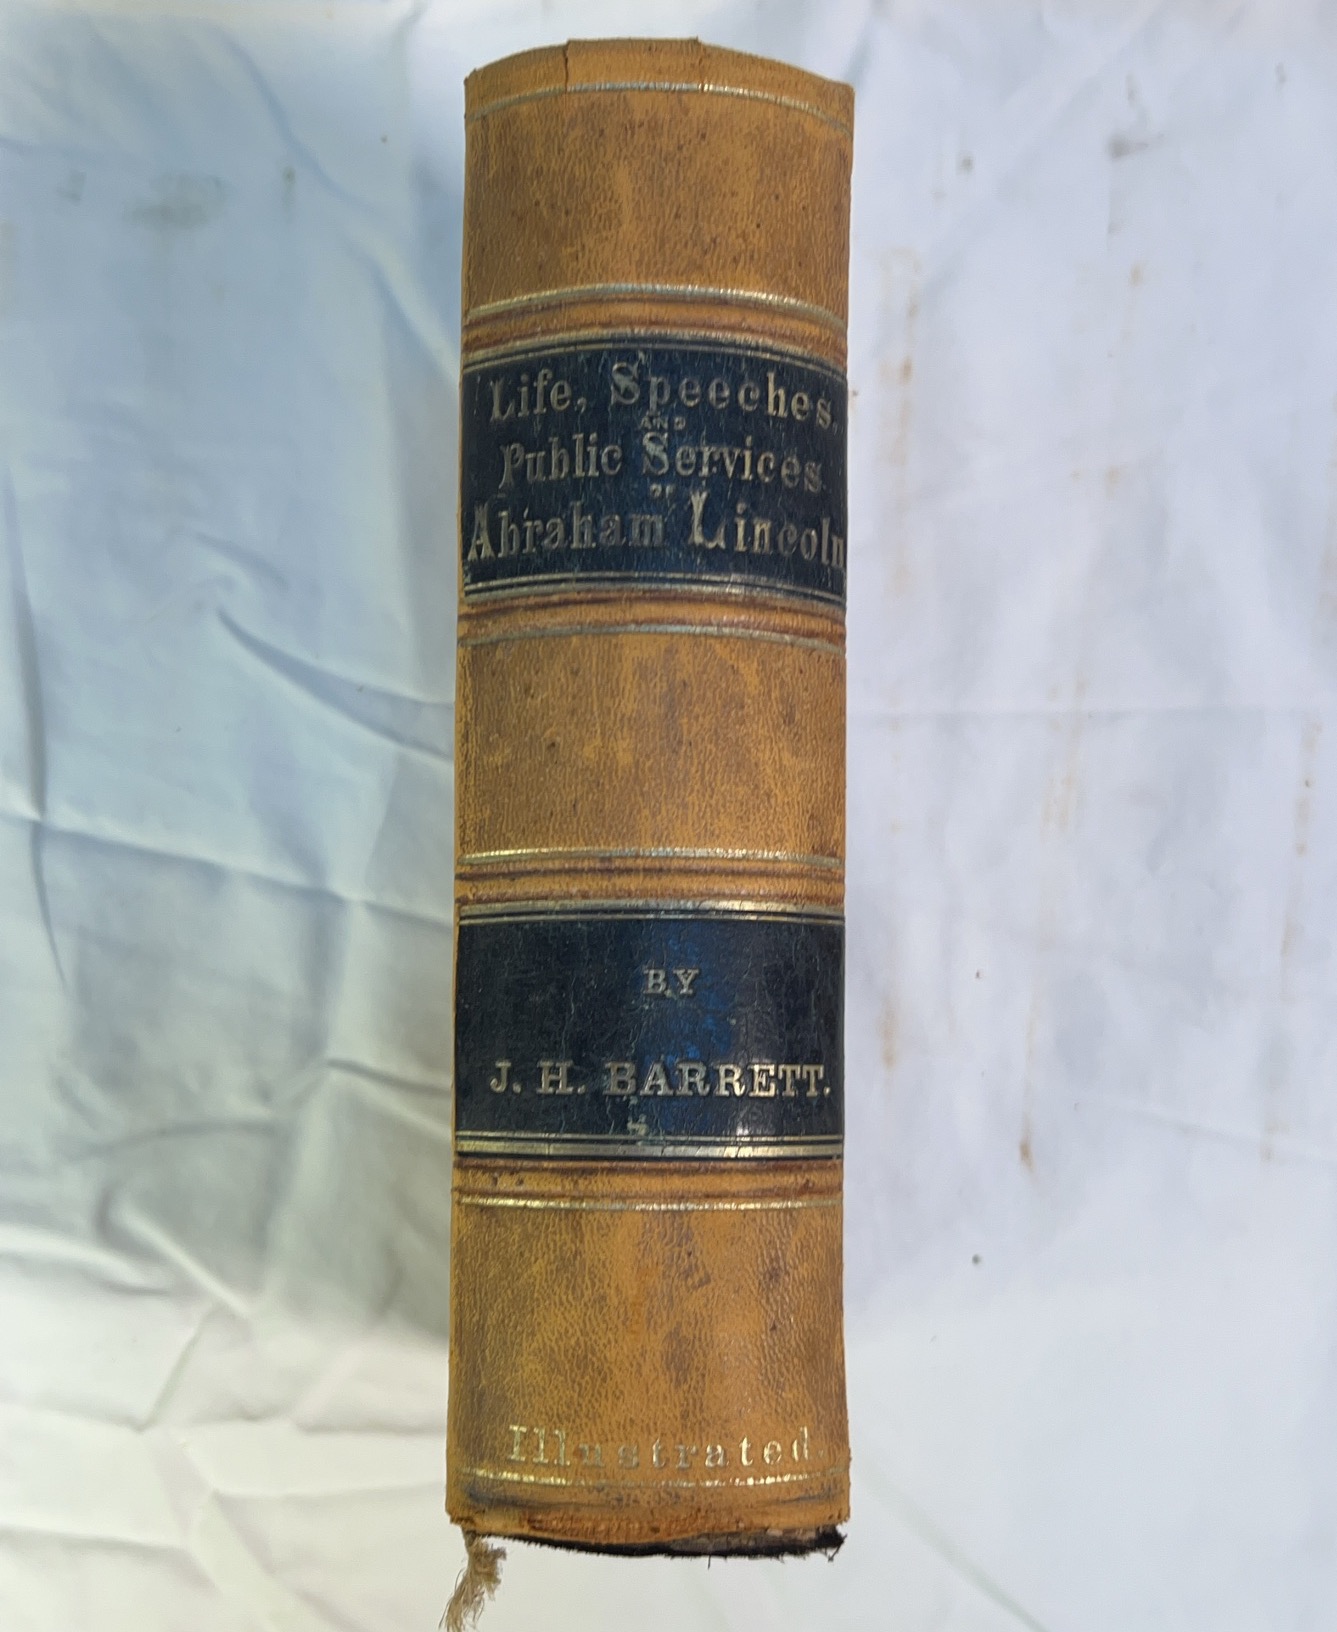 Life, Speeches,
AND
Public Services
OF
Abraham Lincoln
BY
J. H. BARRETT.
Illustrated.